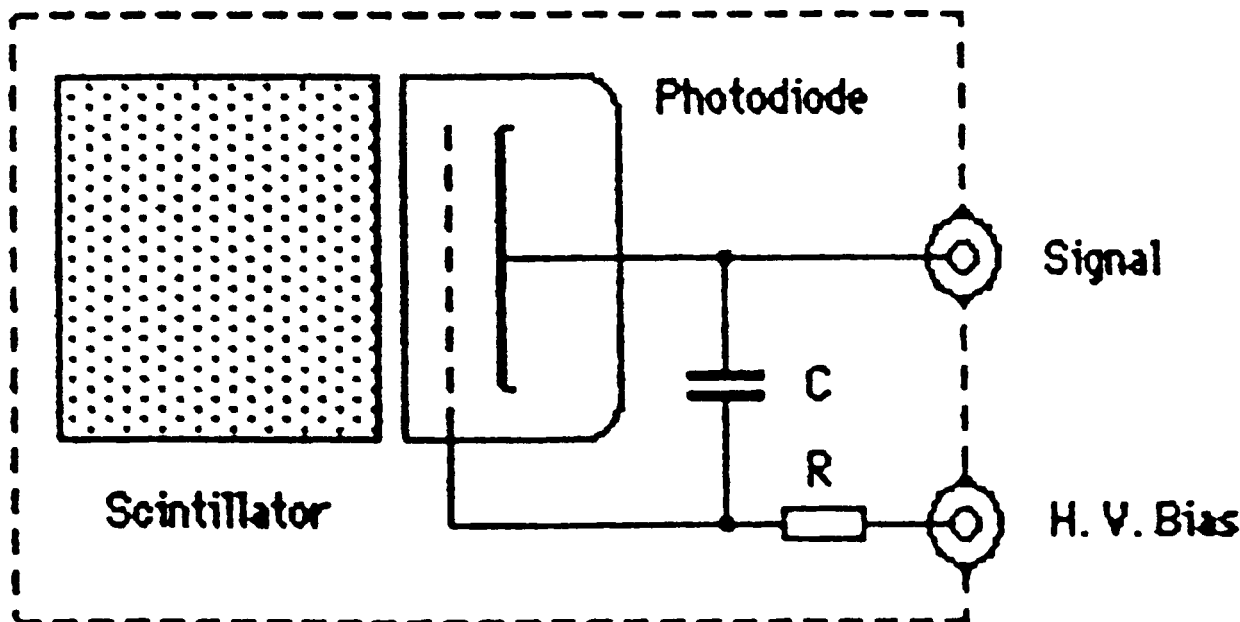 Photodiode
Signal
C
R
Scintillator
H. V. Bias